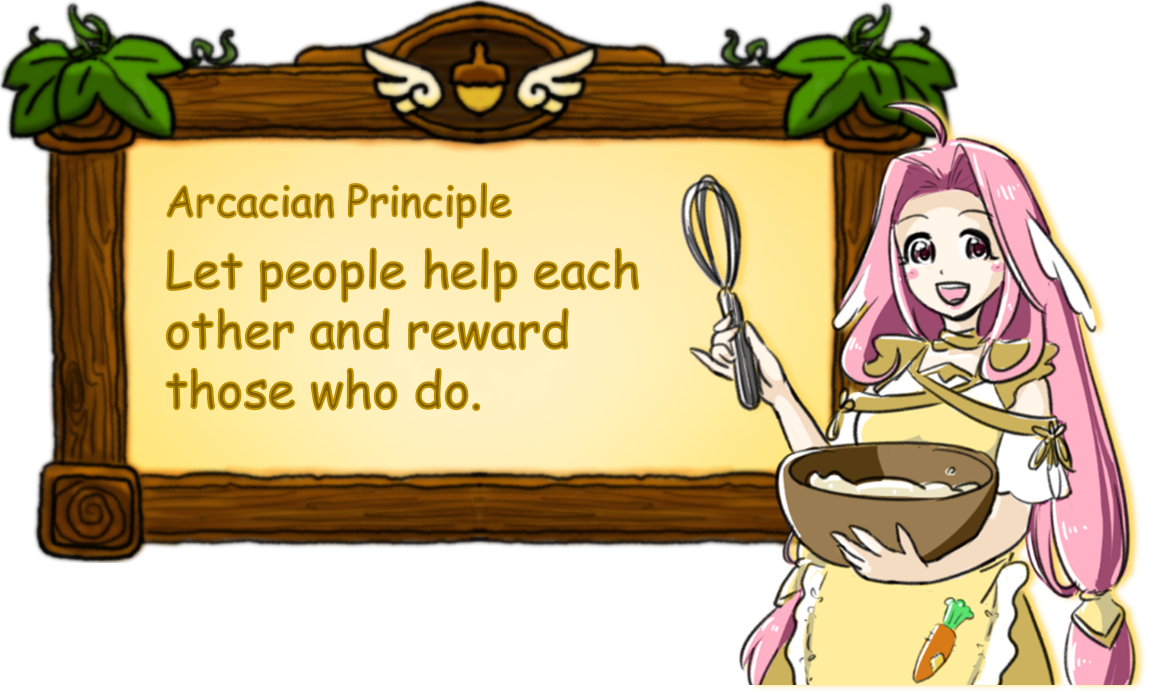 Arcacian Principle
Let people help each
other and reward
those who do.